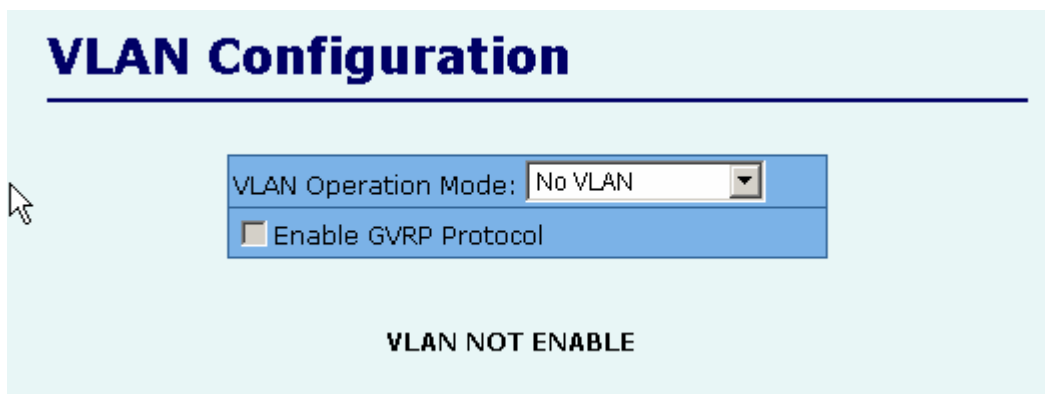 VLAN Configuration
VLAN Operation Mode: No VLAN
Enable GVRP Protocol
VLAN NOT ENABLE